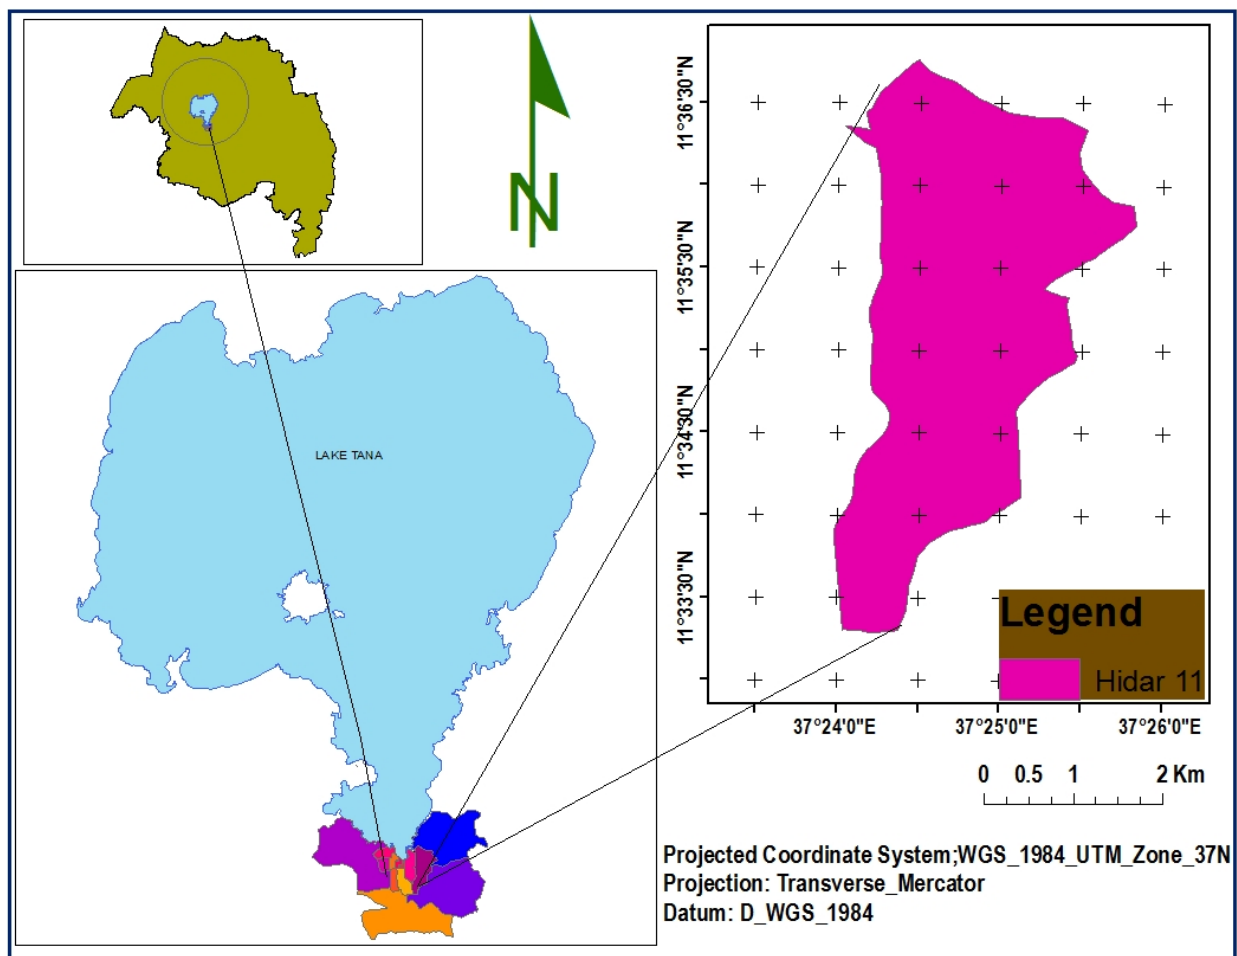 N
LAKE TANA
11°36'30"N
11°35'30"N
11°34'30"N
11°33'30"N
Legend
Hidar 11
37°24'0"E 37°25'0"E 37°26'0"E
0 0.5 1 2 Km
Projected Coordinate System;WGS_1984_UTM_Zone_37N
Projection: Transverse_Mercator
Datum: D_WGS_1984